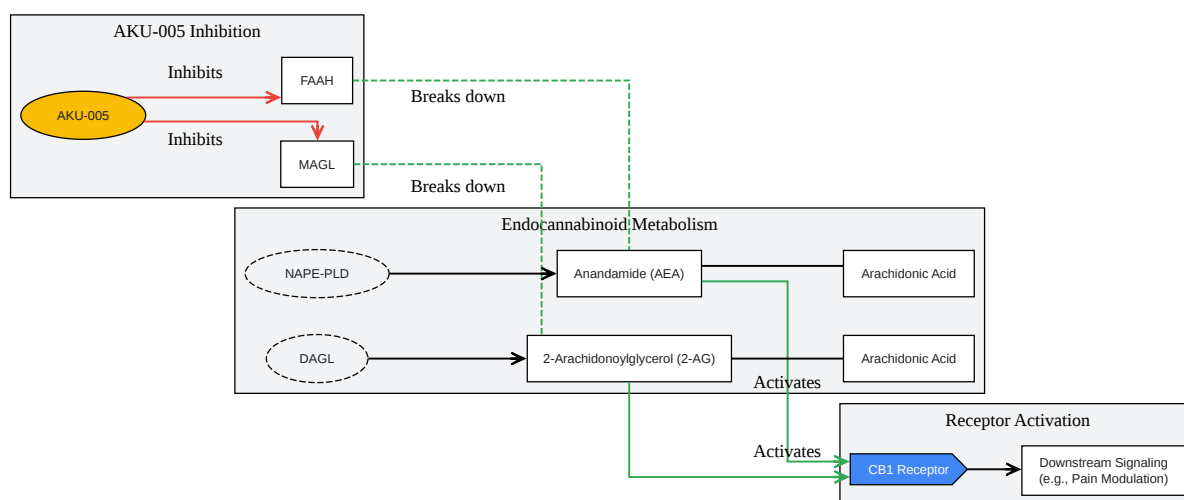 AKU-005 Inhibition
Inhibits
FAAH
AKU-005
Breaks down
Inhibits
MAGL
Breaks down
Endocannabinoid Metabolism
NAPE-PLD
Anandamide (AEA)
Arachidonic Acid
DAGL
2-Arachidonoylglycerol (2-AG)
Arachidonic Acid
Activates
Receptor Activation
Activates
CB1 Receptor
Downstream Signaling
(e.g., Pain Modulation)